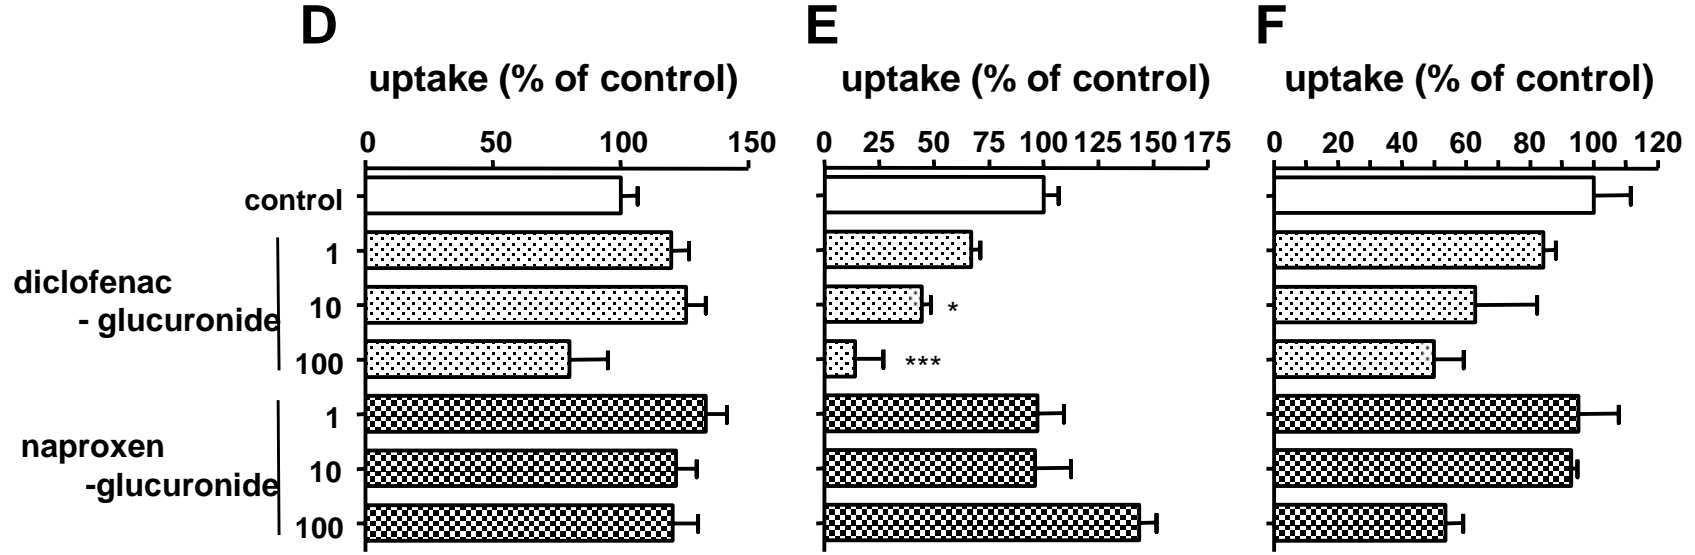 D E F
uptake (% of control) uptake (% of control) uptake (% of control)
0 50 100 150 0 25 50 75 100 125 150 175 0 20 40 60 80 100 120
control
1
diclofenac
- glucuronide
10 *
100 ***
1
naproxen
-glucuronide
10
100